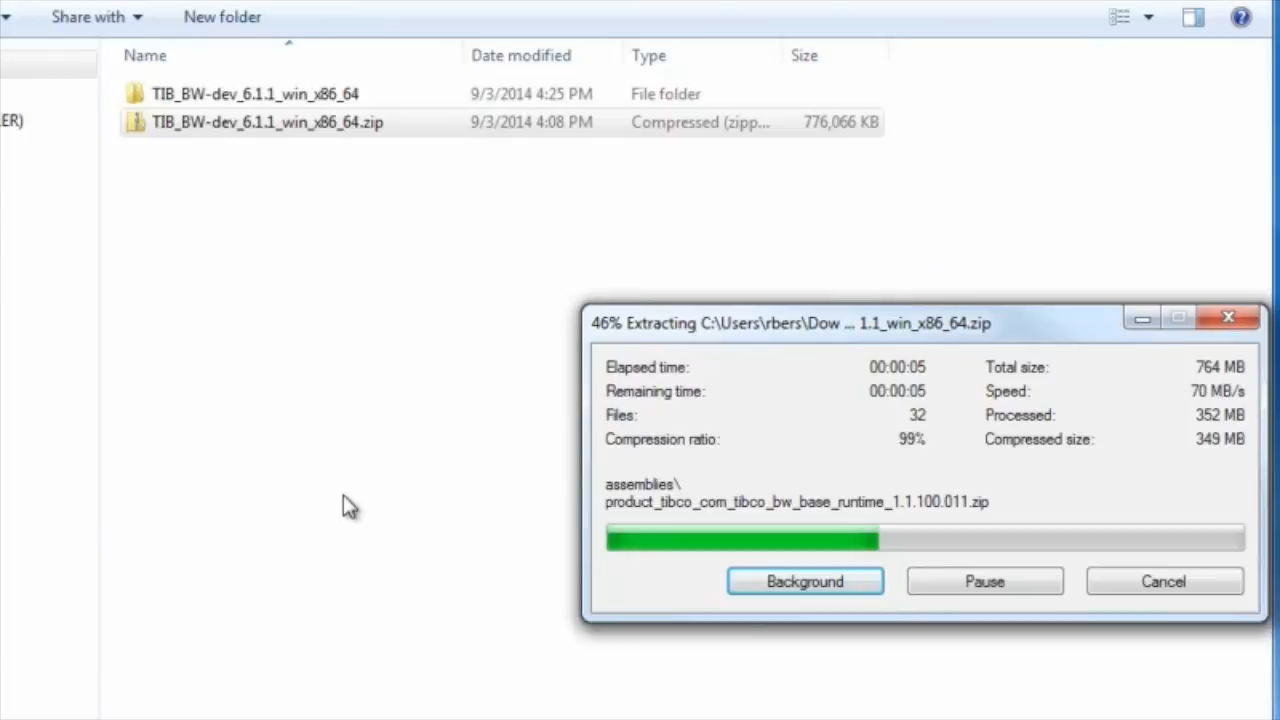 Share with New folder
Name Date modified Type Size
TIB_BW-dev_6.1.1_win_x86_64 9/3/2014 4:25 PM File folder
ER)
TIB_BW-dev_6.1.1_win_x86_64.zip 9/3/2014 4:08 PM Compressed (zipp... 776,066 KB
46% Extracting C:\Users\rbers\Dow ... 1.1_win_x86_64.zip
Elapsed time: 00:00:05 Total size: 764 MB
Remaining time: 00:00:05 Speed: 70 MB/s
Files: 32 Processed: 352 MB
Compression ratio: 99% Compressed size: 349 MB
assemblies\
product_tibco_com_tibco_bw_base_runtime_1.1.100.011.zip
Background Pause Cancel